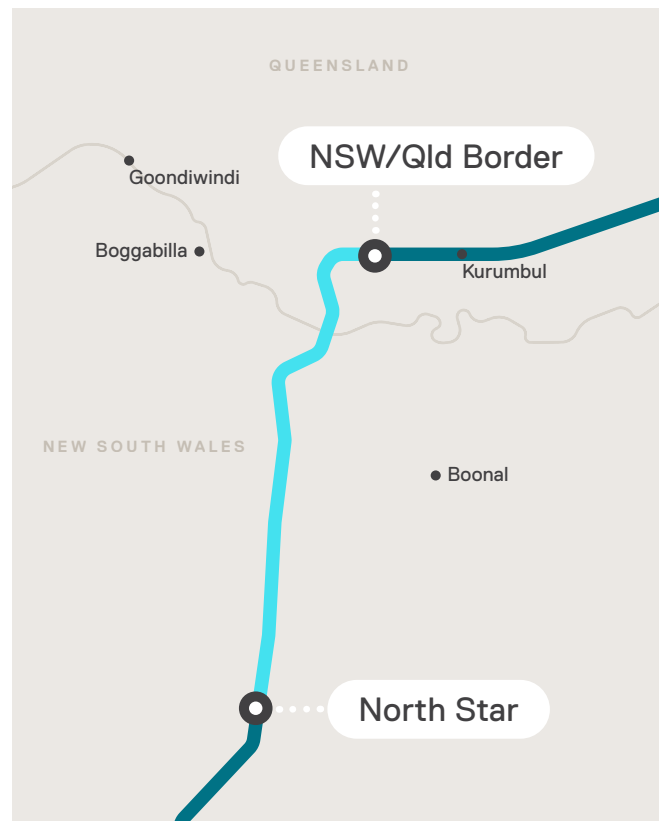 QUEENSLAND
NSW/Qld Border
Goondiwindi
Boggabilla
Kurumbul
NEW SOUTH WALES
Boonal
North Star